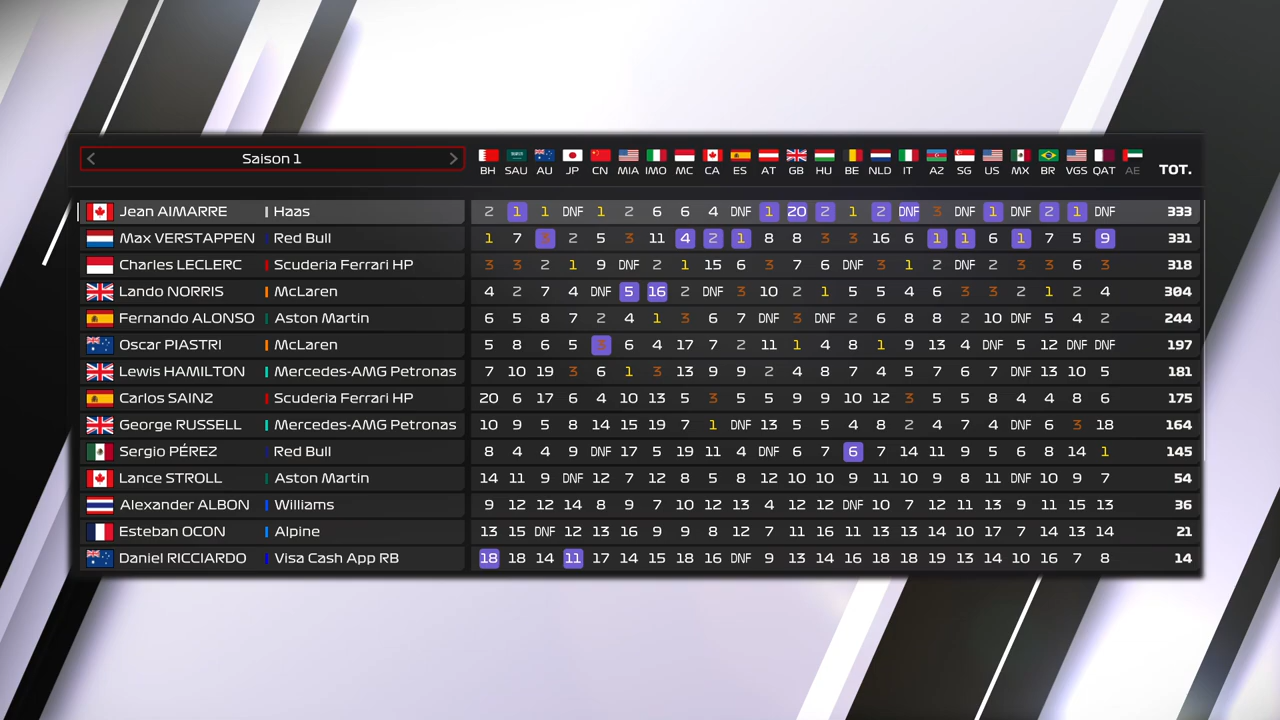 Saison 1 BH SAU AU JP CN MIA IMO MC CA ES AT GB HU BE NLD IT AZ SG US MX BR VGS QAT AE TOT.
Jean AIMARRE Haas 2 1 1 DNF 1 2 6 6 4 DNF 1 20 2 1 2 DNF 3 DNF 1 DNF 2 1 DNF 333
Max VERSTAPPEN Red Bull 1 7 3 2 5 3 11 4 2 1 8 8 3 3 16 6 1 1 6 1 7 5 9 331
Charles LECLERC Scuderia Ferrari HP 3 3 2 1 9 DNF 2 1 15 6 3 2 6 DNF 3 1 2 DNF 2 3 3 6 3 318
Lando NORRIS McLaren 4 2 7 4 DNF 5 16 2 DNF 3 10 2 1 5 5 4 6 3 3 2 1 2 4 304
Fernando ALONSO Aston Martin 6 5 8 7 2 4 1 3 6 7 DNF 3 DNF 2 6 8 8 2 10 DNF 5 4 2 244
Oscar PIASTRI McLaren 5 8 6 5 3 6 4 17 7 2 11 1 4 8 1 9 13 4 DNF 5 12 DNF DNF 197
Lewis HAMILTON Mercedes-AMG Petronas 7 10 19 3 6 1 3 13 9 9 2 4 8 7 4 5 7 6 7 DNF 13 10 5 181
Carlos SAINZ Scuderia Ferrari HP 20 6 17 6 4 10 13 5 3 5 5 9 9 10 12 3 5 5 8 4 4 8 6 175
George RUSSELL Mercedes-AMG Petronas 10 9 5 8 14 15 19 7 1 DNF 13 5 5 4 8 2 4 7 4 DNF 6 3 18 164
Sergio PÉREZ Red Bull 8 4 4 9 DNF 17 5 19 11 4 DNF 6 7 6 7 14 11 9 5 6 8 14 1 145
Lance STROLL Aston Martin 14 11 9 DNF 12 7 12 8 5 8 12 10 10 9 11 10 9 8 11 DNF 10 9 7 54
Alexander ALBON Williams 9 12 12 14 8 9 7 12 12 13 4 12 12 DNF 10 7 12 11 13 9 11 15 13 36
Esteban OCON Alpine 13 15 DNF 12 13 16 9 9 8 12 7 11 16 11 13 13 14 10 17 7 14 13 14 21
Daniel RICCIARDO Visa Cash App RB 18 18 14 11 17 14 15 18 16 DNF 9 13 14 16 18 18 19 13 14 10 16 7 8 14